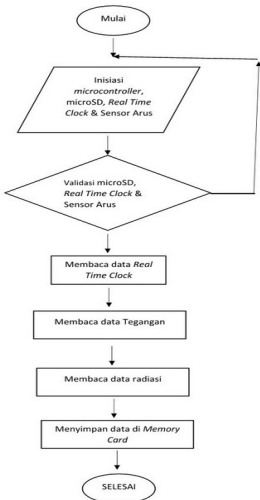 Mulai
Inisiasi
microcontroller,
microSD, Real Time
Clock & Sensor Arus
Validasi microSD,
Real Time Clock &
Sensor Arus
Membaca data Real
Time Clock
Membaca data Tegangan
Membaca data radiasi
Menyimpan data di Memory
Card
SELESAI